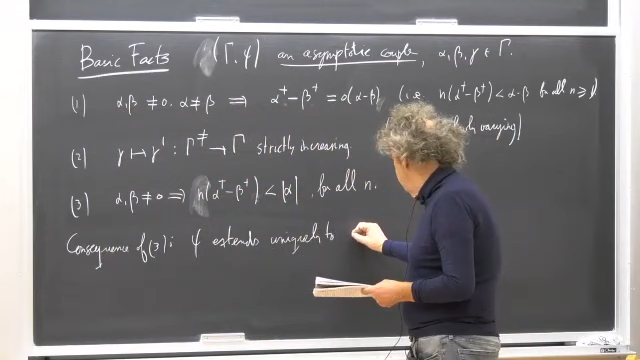 Basic Facts (Γ, ψ) an asymptotic couple, α, β, γ ∈ Γ.
(1) α, β ≠ 0, α ≠ β ⟹ α† − β† = o(α−β) (i.e. n(α† − β†) < α−β for all n ≥ 1)
varying)
(2) γ ↦ γ' : Γ^≠ → Γ strictly increasing.
(3) α, β ≠ 0 ⟹ n(α† − β†) < |α|, for all n.
Consequence of (3): ψ extends uniquely to